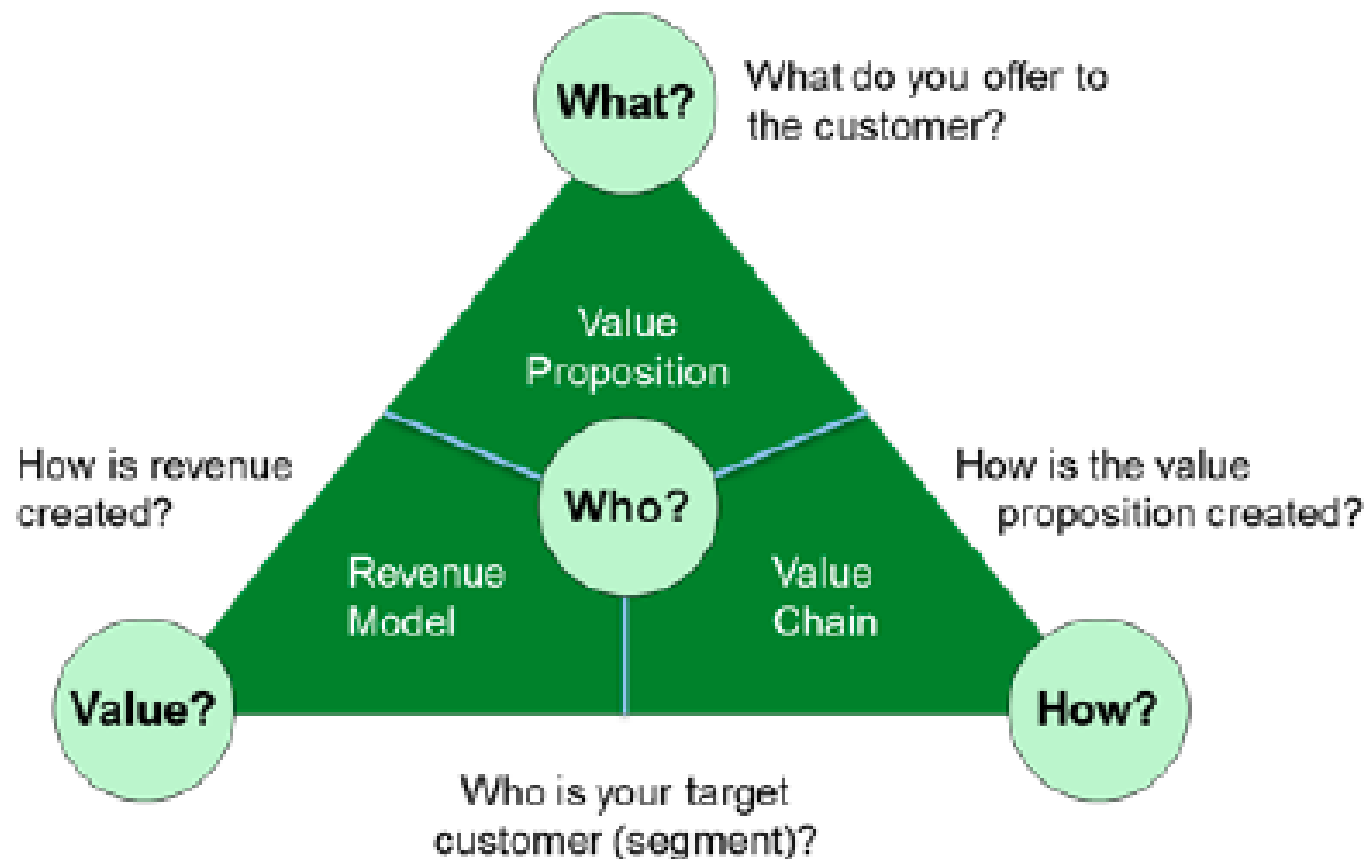 What?
What do you offer to
the customer?
Value
Proposition
How is revenue
created?
Who?
How is the value
proposition created?
Revenue
Model
Value
Chain
Value?
How?
Who is your target
customer (segment)?